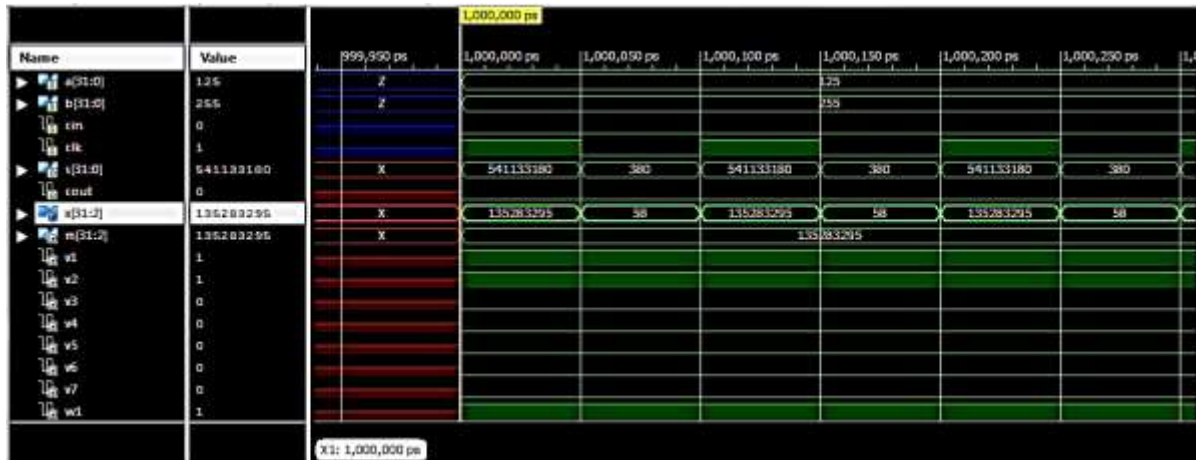 1,000,000 ps
Name Value 999,950 ps 1,000,000 ps 1,000,050 ps 1,000,100 ps 1,000,150 ps 1,000,200 ps 1,000,250 ps
a[31:0] 125 Z 125
b[31:0] 255 Z 255
cin 0
clk 1
s[31:0] 541133180 X 541133180 380 541133180 380 541133180 380
cout 0
x[31:2] 135283295 X 135283295 58 135283295 58 135283295 58
m[31:2] 135283295 X 135283295
v1 1
v2 1
v3 0
v4 0
v5 0
v6 0
v7 0
w1 1
X1: 1,000,000 ps